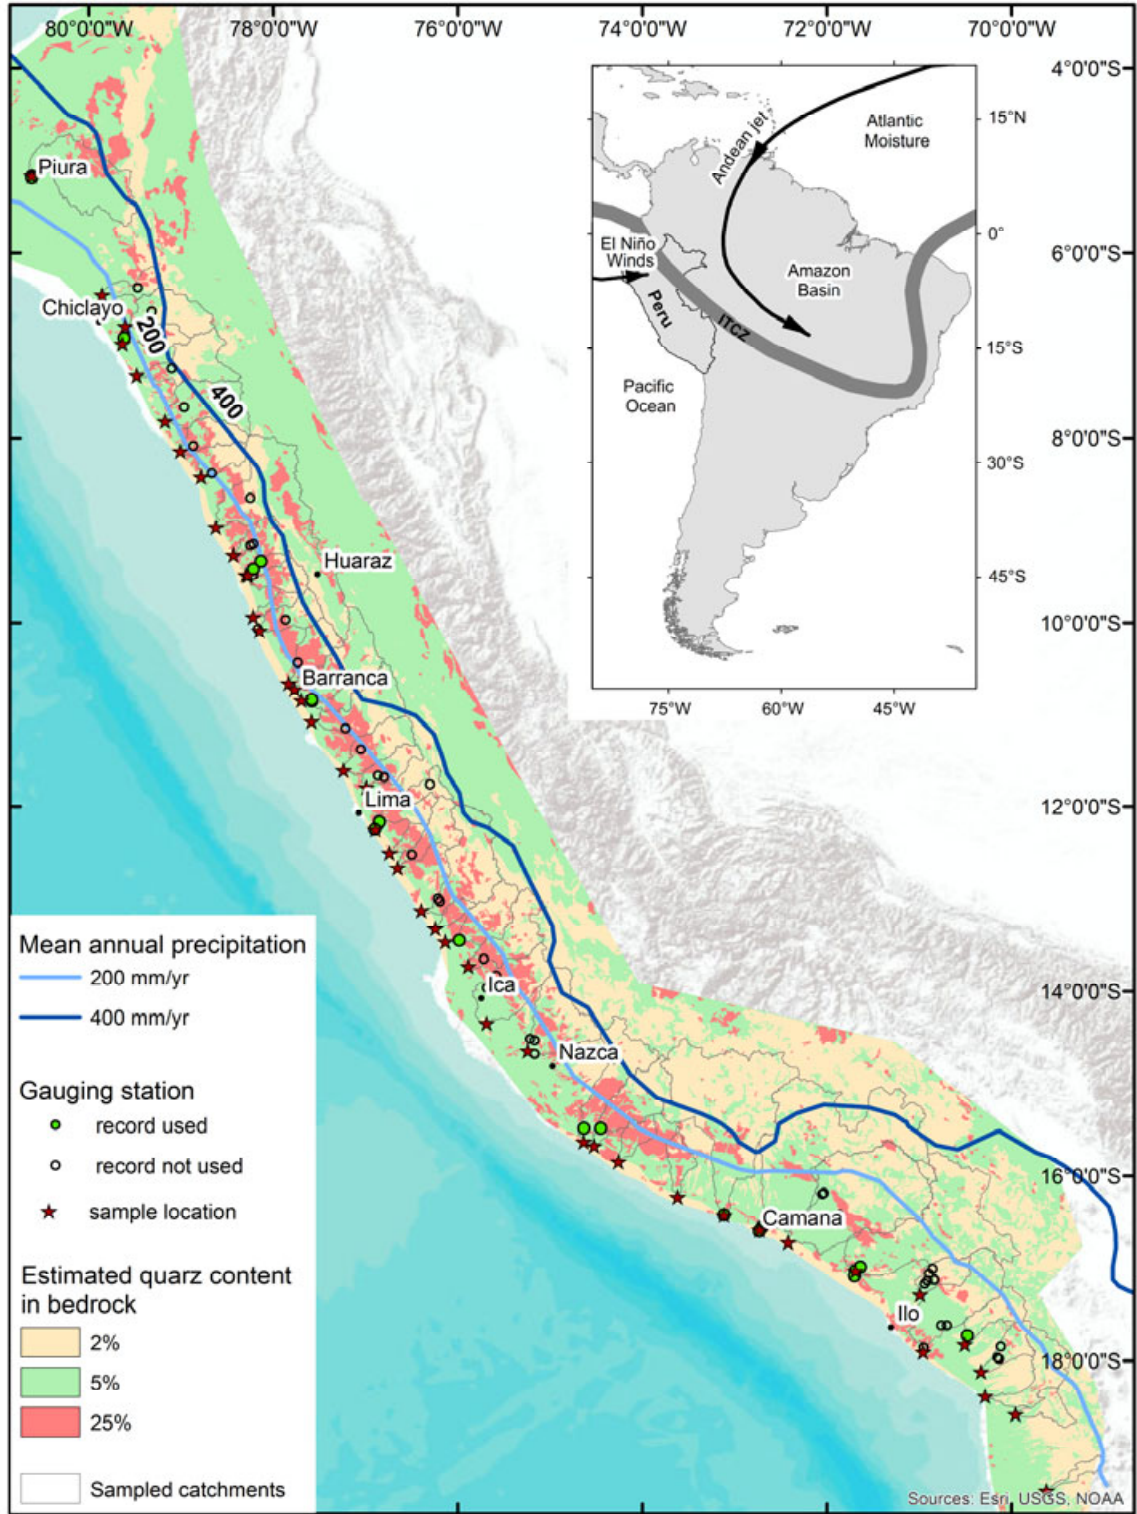 80°0'0"W
78°0'0"W
76°0'0"W
74°0'0"W
72°0'0"W
70°0'0"W
4°0'0"S
6°0'0"S
8°0'0"S
10°0'0"S
12°0'0"S
14°0'0"S
16°0'0"S
18°0'0"S
Piura
Chiclayo
200
400
Huaraz
Barranca
Lima
Ica
Nazca
Camana
Ilo
Atlantic
Moisture
Andean jet
El Niño
Winds
Peru
ITCZ
Amazon
Basin
Pacific
Ocean
15°N
0°
15°S
30°S
45°S
75°W
60°W
45°W
Mean annual precipitation
200 mm/yr
400 mm/yr
Gauging station
record used
record not used
sample location
Estimated quarz content
in bedrock
2%
5%
25%
Sampled catchments
Sources: Esri, USGS, NOAA